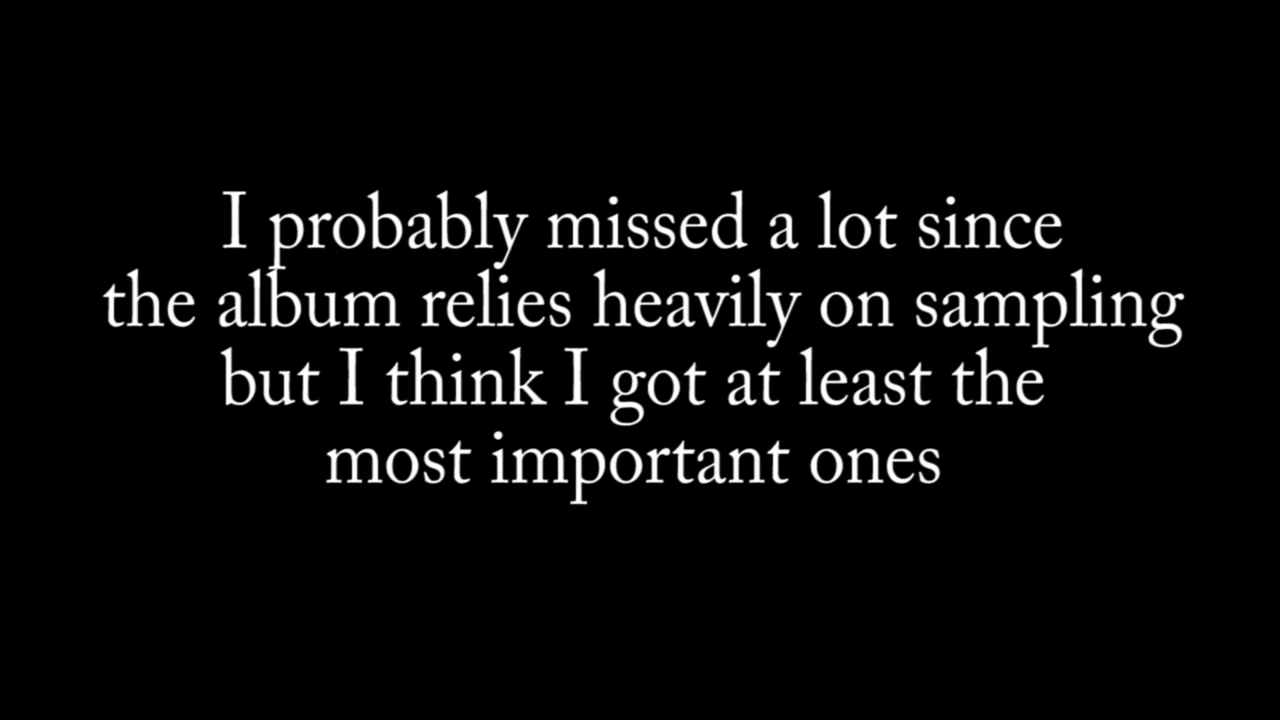 I probably missed a lot since
the album relies heavily on sampling
but I think I got at least the
most important ones